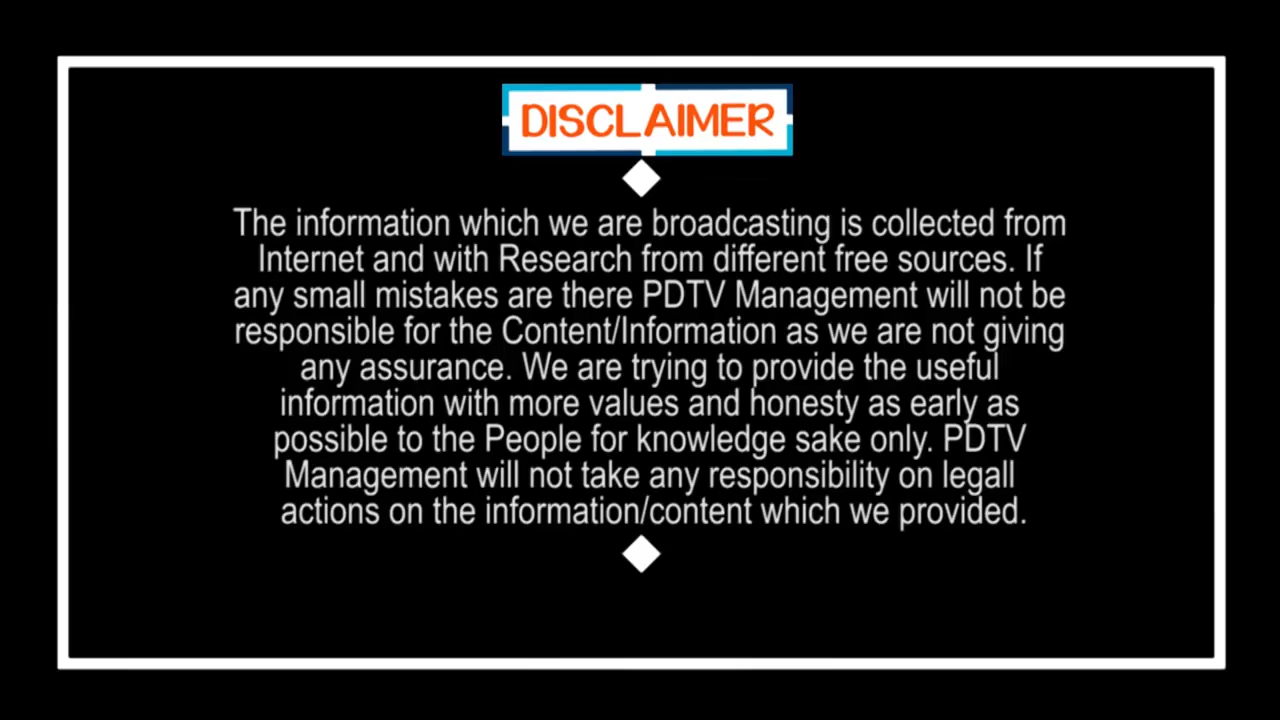 DISCLAIMER
The information which we are broadcasting is collected from
Internet and with Research from different free sources. If
any small mistakes are there PDTV Management will not be
responsible for the Content/Information as we are not giving
any assurance. We are trying to provide the useful
information with more values and honesty as early as
possible to the People for knowledge sake only. PDTV
Management will not take any responsibility on legall
actions on the information/content which we provided.